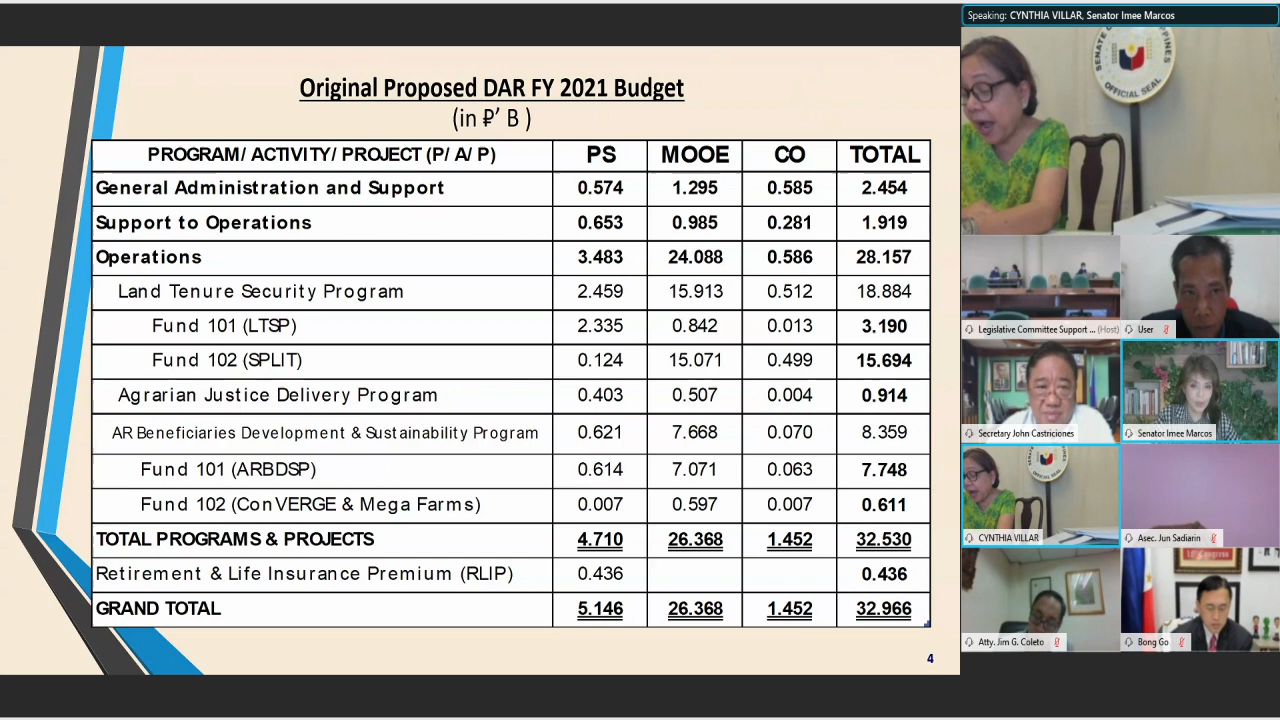 Speaking: CYNTHIA VILLAR, Senator Imee Marcos
Original Proposed DAR FY 2021 Budget
(in ₽' B )
PROGRAM/ ACTIVITY/ PROJECT (P/ A/ P) PS MOOE CO TOTAL
General Administration and Support 0.574 1.295 0.585 2.454
Support to Operations 0.653 0.985 0.281 1.919
Operations 3.483 24.088 0.586 28.157
Land Tenure Security Program 2.459 15.913 0.512 18.884
Fund 101 (LTSP) 2.335 0.842 0.013 3.190
Fund 102 (SPLIT) 0.124 15.071 0.499 15.694
Agrarian Justice Delivery Program 0.403 0.507 0.004 0.914
AR Beneficiaries Development & Sustainability Program 0.621 7.668 0.070 8.359
Fund 101 (ARBDSP) 0.614 7.071 0.063 7.748
Fund 102 (ConVERGE & Mega Farms) 0.007 0.597 0.007 0.611
TOTAL PROGRAMS & PROJECTS 4.710 26.368 1.452 32.530
Retirement & Life Insurance Premium (RLIP) 0.436 0.436
GRAND TOTAL 5.146 26.368 1.452 32.966
4
OFFICIAL SEAL
Legislative Committee Support ... (Host)
User
Secretary John Castriciones
Senator Imee Marcos
CYNTHIA VILLAR
Asec. Jun Sadiarin
Atty. Jim G. Coleto
Bong Go